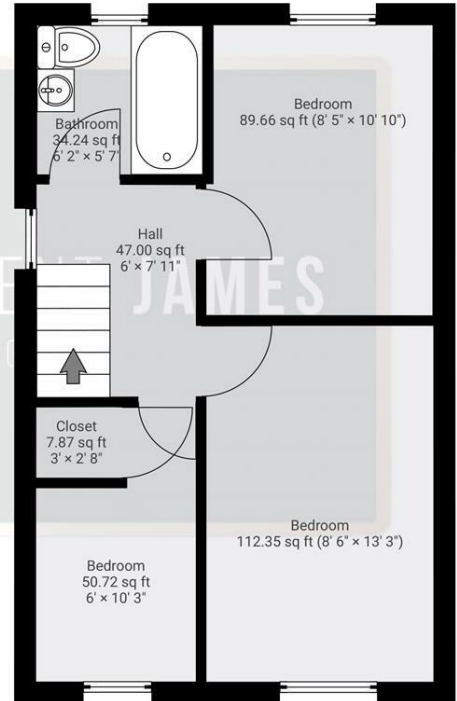 Bathroom
34.24 sq ft
6' 2" × 5' 7"
Bedroom
89.66 sq ft (8' 5" × 10' 10")
Hall
47.00 sq ft
6' × 7' 11"
ENT JAMES
Closet
7.87 sq ft
3' × 2' 8"
Bedroom
50.72 sq ft
6' × 10' 3"
Bedroom
112.35 sq ft (8' 6" × 13' 3")